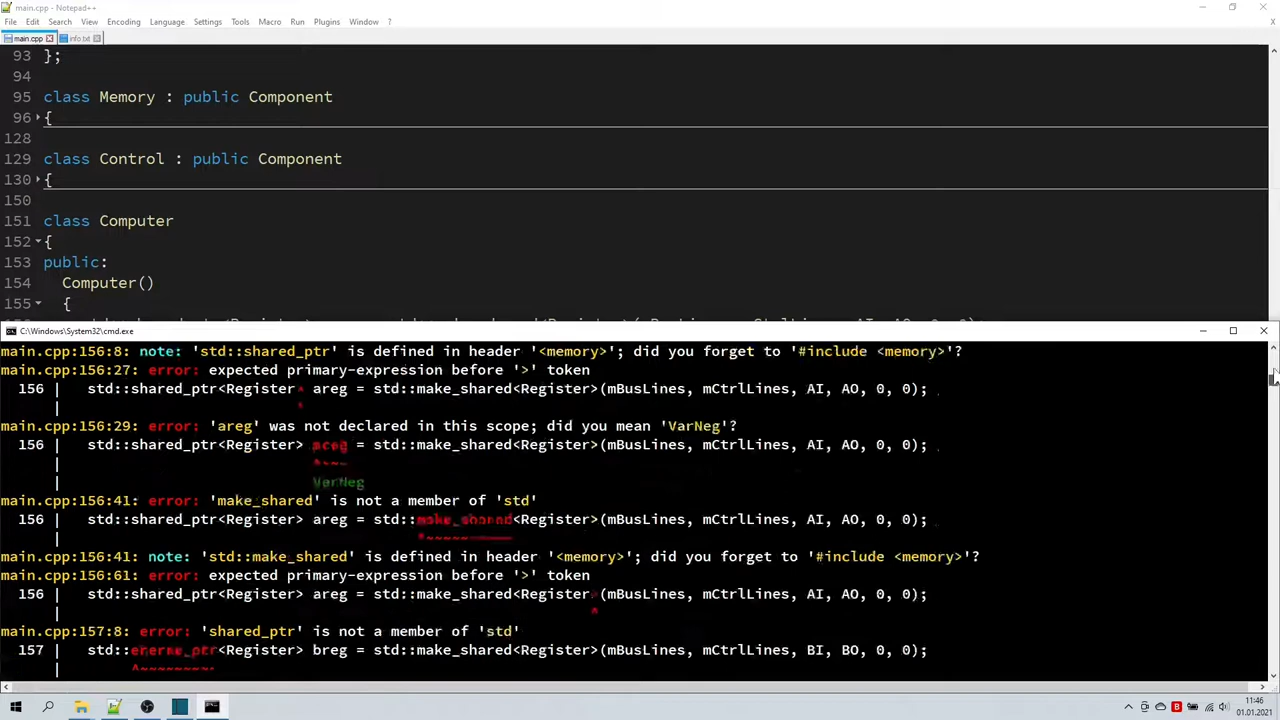 main.cpp - Notepad++
File Edit Search View Encoding Language Settings Tools Macro Run Plugins Window ? X
main.cpp info.txt
93 };
94
95 class Memory : public Component
96 {
128
129 class Control : public Component
130 {
150
151 class Computer
152 {
153 public:
154 Computer()
155 {
C:\Windows\System32\cmd.exe
main.cpp:156:8: note: 'std::shared_ptr' is defined in header '<memory>'; did you forget to '#include <memory>'?
main.cpp:156:27: error: expected primary-expression before '>' token
156 | std::shared_ptr<Register> areg = std::make_shared<Register>(mBusLines, mCtrlLines, AI, AO, 0, 0);
| ^
main.cpp:156:29: error: 'areg' was not declared in this scope; did you mean 'VarNeg'?
156 | std::shared_ptr<Register> areg = std::make_shared<Register>(mBusLines, mCtrlLines, AI, AO, 0, 0);
| ^~~~
VarNeg
main.cpp:156:41: error: 'make_shared' is not a member of 'std'
156 | std::shared_ptr<Register> areg = std::make_shared<Register>(mBusLines, mCtrlLines, AI, AO, 0, 0);
| ^~~~~~~~~~~
main.cpp:156:41: note: 'std::make_shared' is defined in header '<memory>'; did you forget to '#include <memory>'?
main.cpp:156:61: error: expected primary-expression before '>' token
156 | std::shared_ptr<Register> areg = std::make_shared<Register>(mBusLines, mCtrlLines, AI, AO, 0, 0);
| ^
main.cpp:157:8: error: 'shared_ptr' is not a member of 'std'
157 | std::shared_ptr<Register> breg = std::make_shared<Register>(mBusLines, mCtrlLines, BI, BO, 0, 0);
| ^~~~~~~~~~
11:46
01.01.2021